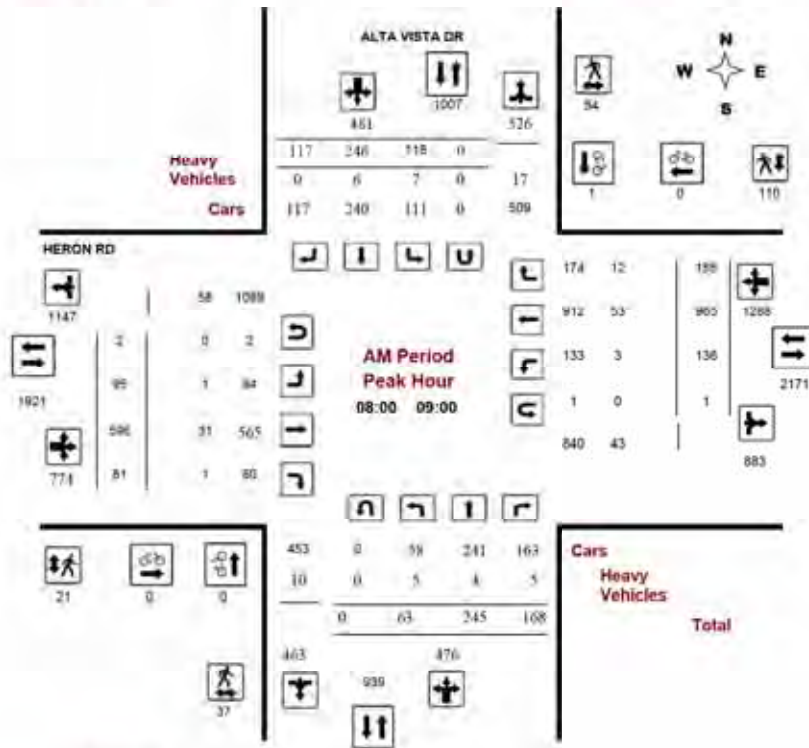 ALTA VISTA DR
N
W E
S
1007
54
481 526
117 246 118 0
Heavy
Vehicles
0 6 7 0 17
1 0 110
Cars 117 240 111 0 509
HERON RD
174 12 186
58 1089
1147
912 53 965 1288
2 0 2
AM Period
Peak Hour
133 3 136
95 1 94
2171
1921
08:00 09:00
1 0 1
596 31 565
840 43
883
774 81 1 80
453 0 58 241 163 Cars
10 0 5 4 5 Heavy
Vehicles
21 0 0
0 63 245 168 Total
463 476
939
37